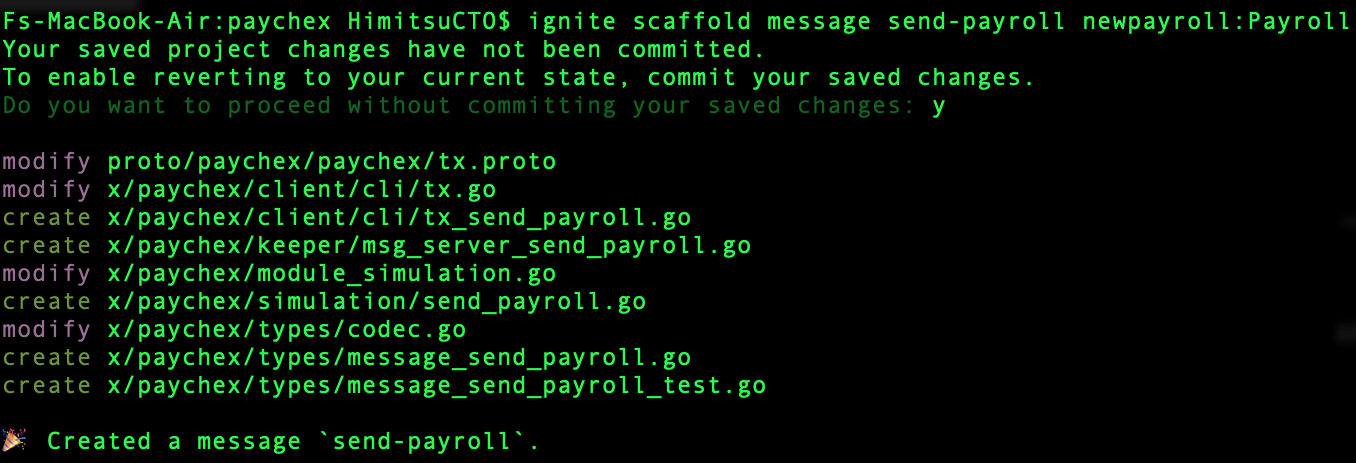 Fs-MacBook-Air:paychex HimitsuCTO$ ignite scaffold message send-payroll newpayroll:Payroll
Your saved project changes have not been committed.
To enable reverting to your current state, commit your saved changes.
Do you want to proceed without committing your saved changes: y
modify proto/paychex/paychex/tx.proto
modify x/paychex/client/cli/tx.go
create x/paychex/client/cli/tx_send_payroll.go
create x/paychex/keeper/msg_server_send_payroll.go
modify x/paychex/module_simulation.go
create x/paychex/simulation/send_payroll.go
modify x/paychex/types/codec.go
create x/paychex/types/message_send_payroll.go
create x/paychex/types/message_send_payroll_test.go
🎉 Created a message `send-payroll`.